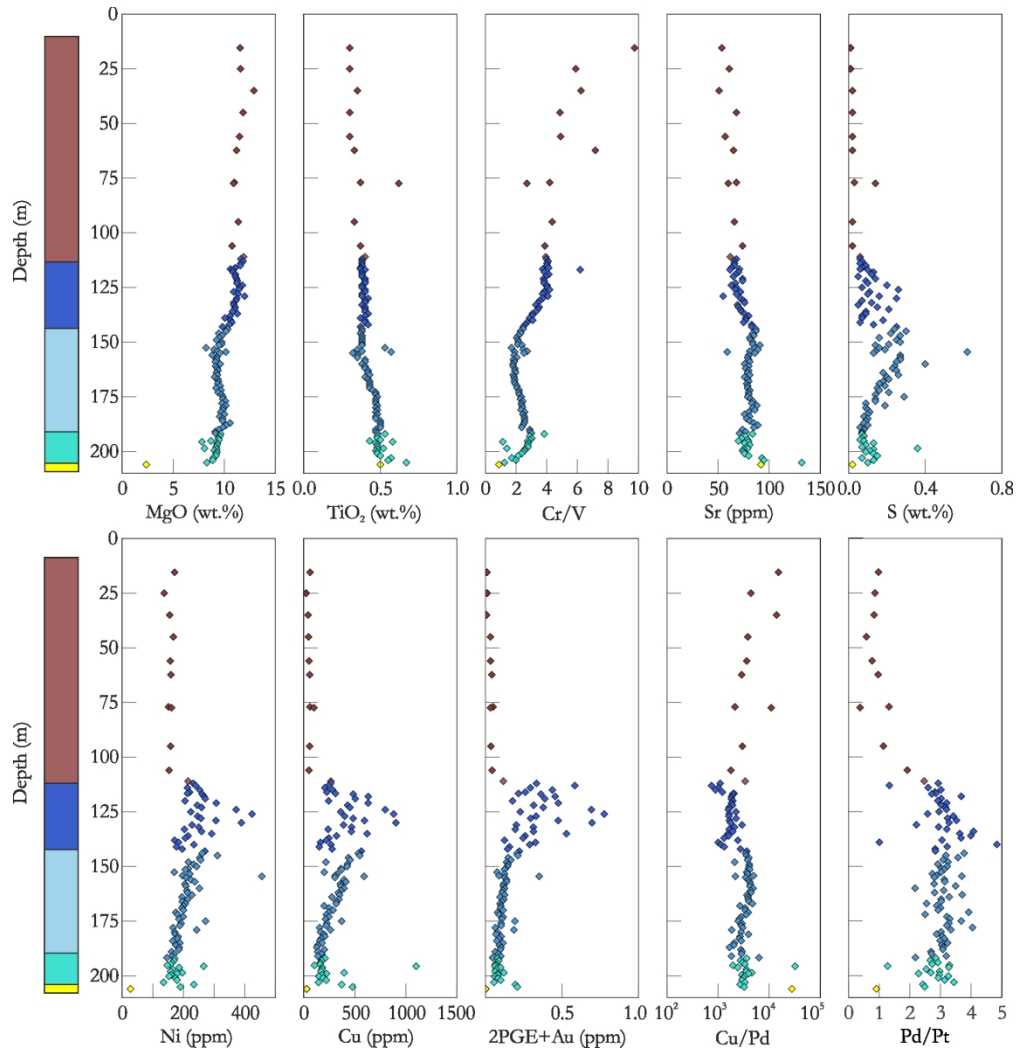 0
25
50
75
100
125
150
175
200
Depth (m)
0 5 10 15
0.0 0.5 1.0
0 2 4 6 8 10
0 50 100 150
0.0 0.4 0.8
MgO (wt.%)
TiO₂ (wt.%)
Cr/V
Sr (ppm)
S (wt.%)
0
25
50
75
100
125
150
175
200
Depth (m)
0 200 400
0 500 1000 1500
0.5 1.0
10² 10³ 10⁴ 10⁵
0 1 2 3 4 5
Ni (ppm)
Cu (ppm)
2PGE+Au (ppm)
Cu/Pd
Pd/Pt